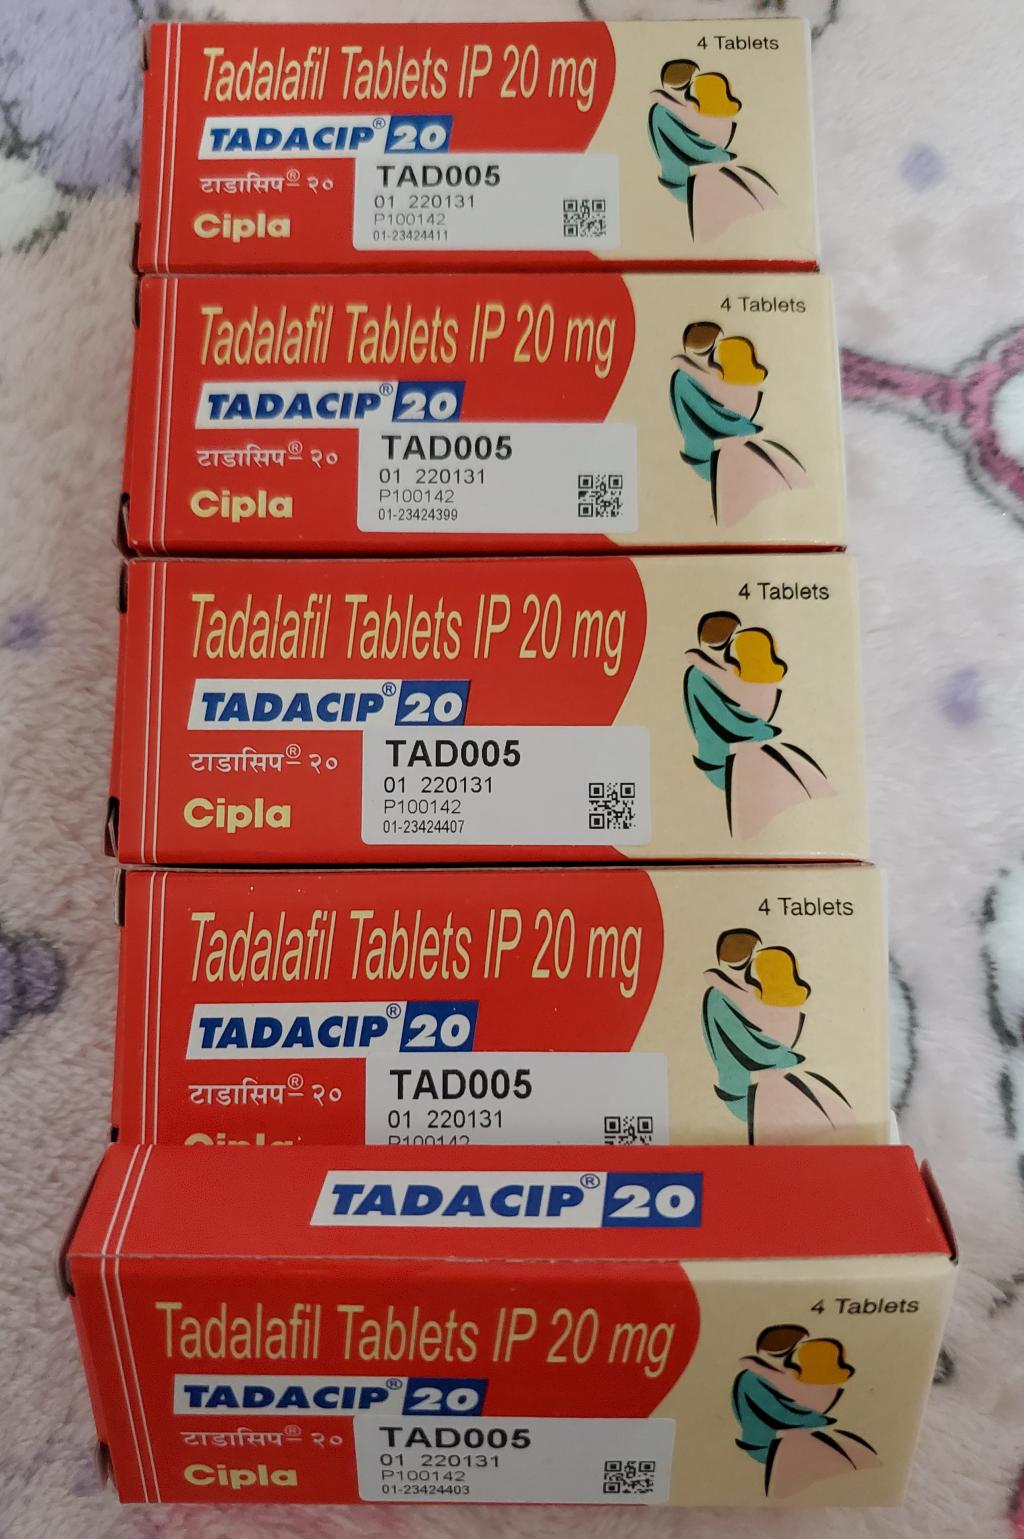 4 Tablets
Tadalafil Tablets IP 20 mg
TADACIP® 20
टाडासिप® २०
Cipla
TAD005
01 220131
P100142
01-23424411
4 Tablets
Tadalafil Tablets IP 20 mg
TADACIP® 20
टाडासिप® २०
Cipla
TAD005
01 220131
P100142
01-23424399
4 Tablets
Tadalafil Tablets IP 20 mg
TADACIP® 20
टाडासिप® २०
Cipla
TAD005
01 220131
P100142
01-23424407
4 Tablets
Tadalafil Tablets IP 20 mg
TADACIP® 20
टाडासिप® २०
Cipla
TAD005
01 220131
P100142
TADACIP® 20
4 Tablets
Tadalafil Tablets IP 20 mg
TADACIP® 20
टाडासिप® २०
Cipla
TAD005
01 220131
P100142
01-23424403